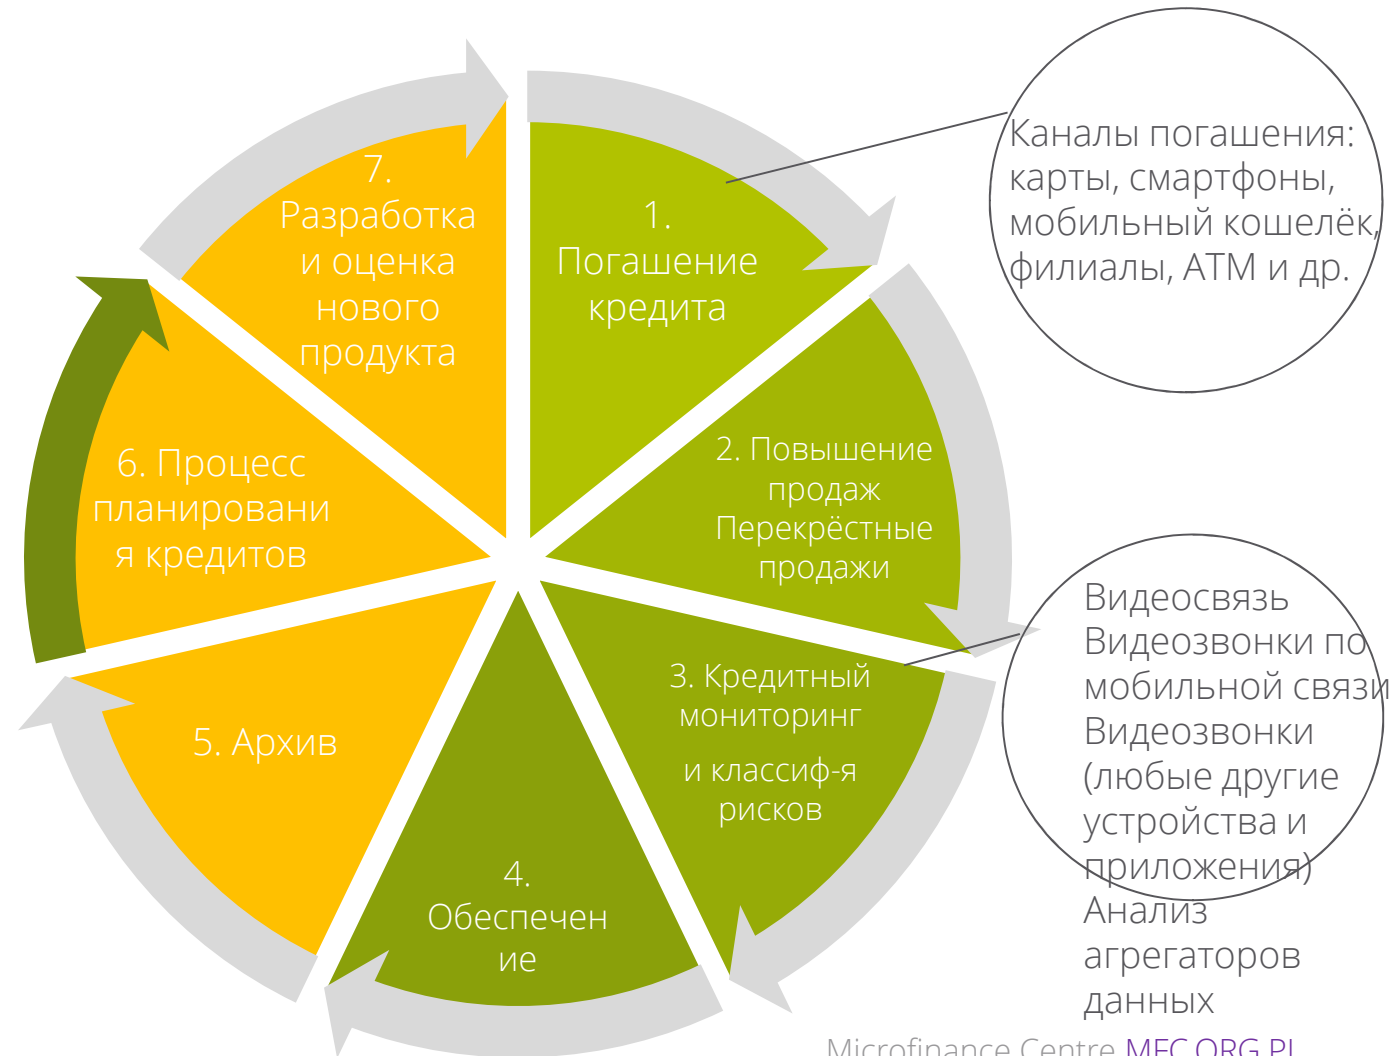 7.
Разработка
и оценка
нового
продукта
1.
Погашение
кредита
Каналы погашения:
карты, смартфоны,
мобильный кошелёк,
филиалы, АТМ и др.
2. Повышение
продаж
Перекрёстные
продажи
6. Процесс
планировани
я кредитов
Видеосвязь
Видеозвонки по
мобильной связи
Видеозвонки
(любые другие
устройства и
приложения)
Анализ
агрегаторов
данных
3. Кредитный
мониторинг
и классиф-я
рисков
5. Архив
4.
Обеспечен
ие
Microfinance Centre MFC.ORG.PL